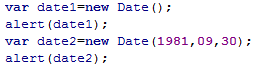 var date1=new Date();
alert(date1);
var date2=new Date(1981,09,30);
alert(date2);